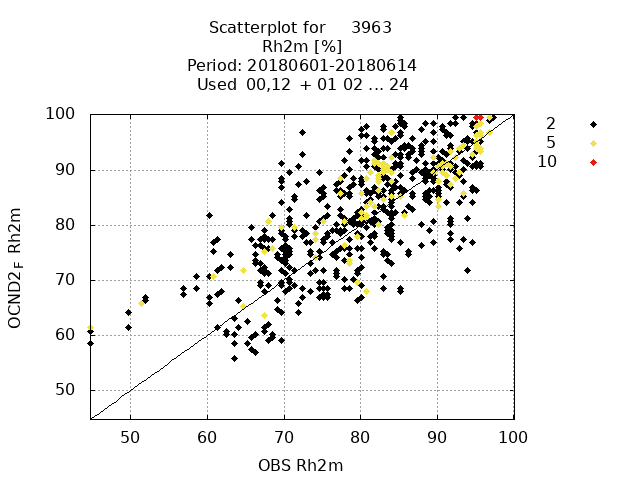 Scatterplot for 3963
Rh2m [%]
Period: 20180601-20180614
Used 00,12 + 01 02 ... 24
2
5
10
OCND2F Rh2m
100
90
80
70
60
50
50 60 70 80 90 100
OBS Rh2m